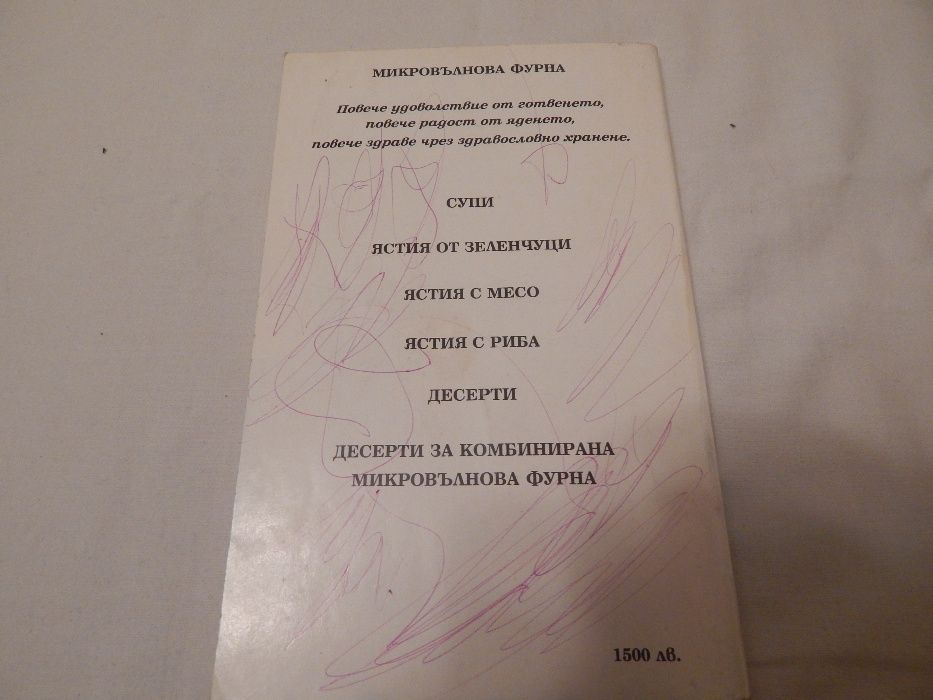 МИКРОВЪЛНОВА ФУРНА
Повече удоволствие от готвенето,
повече радост от яденето,
повече здраве чрез здравословно хранене.
СУПИ
ЯСТИЯ ОТ ЗЕЛЕНЧУЦИ
ЯСТИЯ С МЕСО
ЯСТИЯ С РИБА
ДЕСЕРТИ
ДЕСЕРТИ ЗА КОМБИНИРАНА
МИКРОВЪЛНОВА ФУРНА
1500 лв.